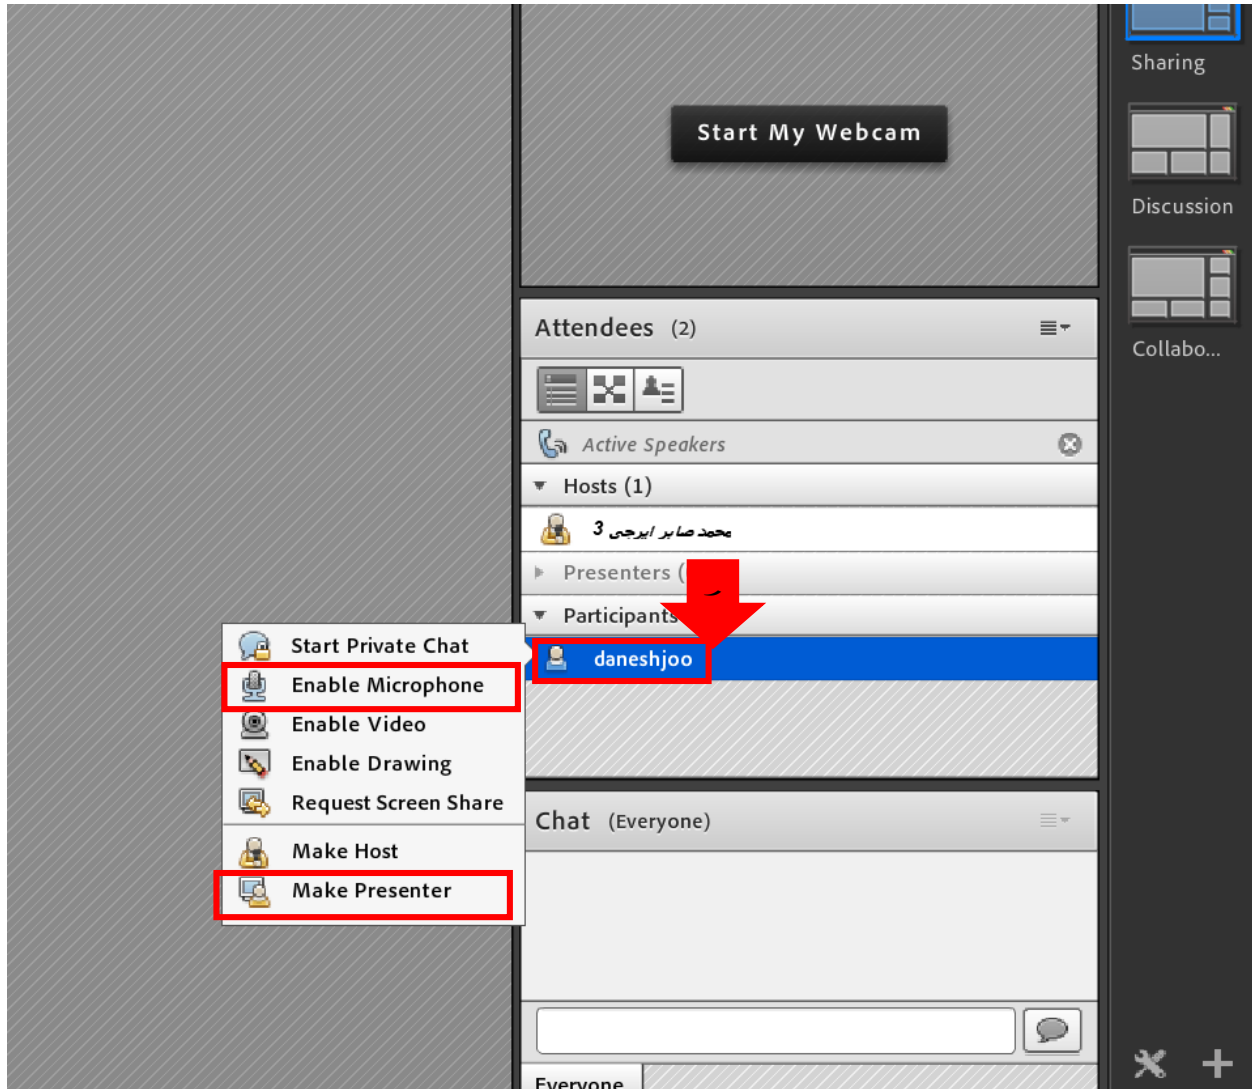 Sharing
Start My Webcam
Discussion
Collabo...
Attendees (2)
Active Speakers
Hosts (1)
محمد صابر ایرجی 3
Presenters (
Participants
daneshjoo
Start Private Chat
Enable Microphone
Enable Video
Enable Drawing
Request Screen Share
Make Host
Make Presenter
Chat (Everyone)
Everyone